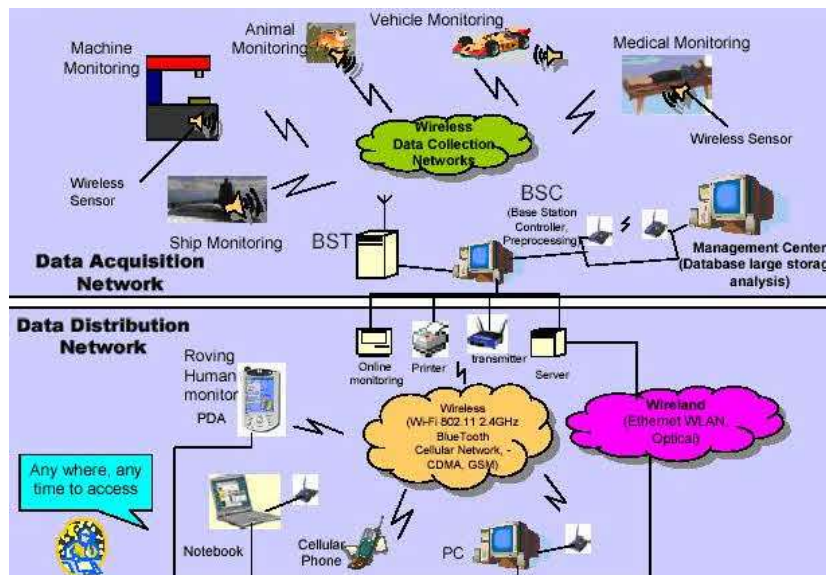 Machine
Monitoring
Animal
Monitoring
Vehicle Monitoring
Medical Monitoring
Wireless
Data Collection
Networks
Wireless Sensor
Wireless
Sensor
Ship Monitoring
BST
BSC
(Base Station
Controller,
Preprocessing)
Management Center
(Database large storag
analysis)
Data Acquisition
Network
Data Distribution
Network
Online
monitoring
Printer
transmitter
Server
Roving
Human
monitor
PDA
Wireless
(Wi-Fi 802.11 2.4GHz
BlueTooth
Cellular Network, -
CDMA, GSM)
Wireland
(Ethernet WLAN,
Optical)
Any where, any
time to access
Notebook
Cellular
Phone
PC